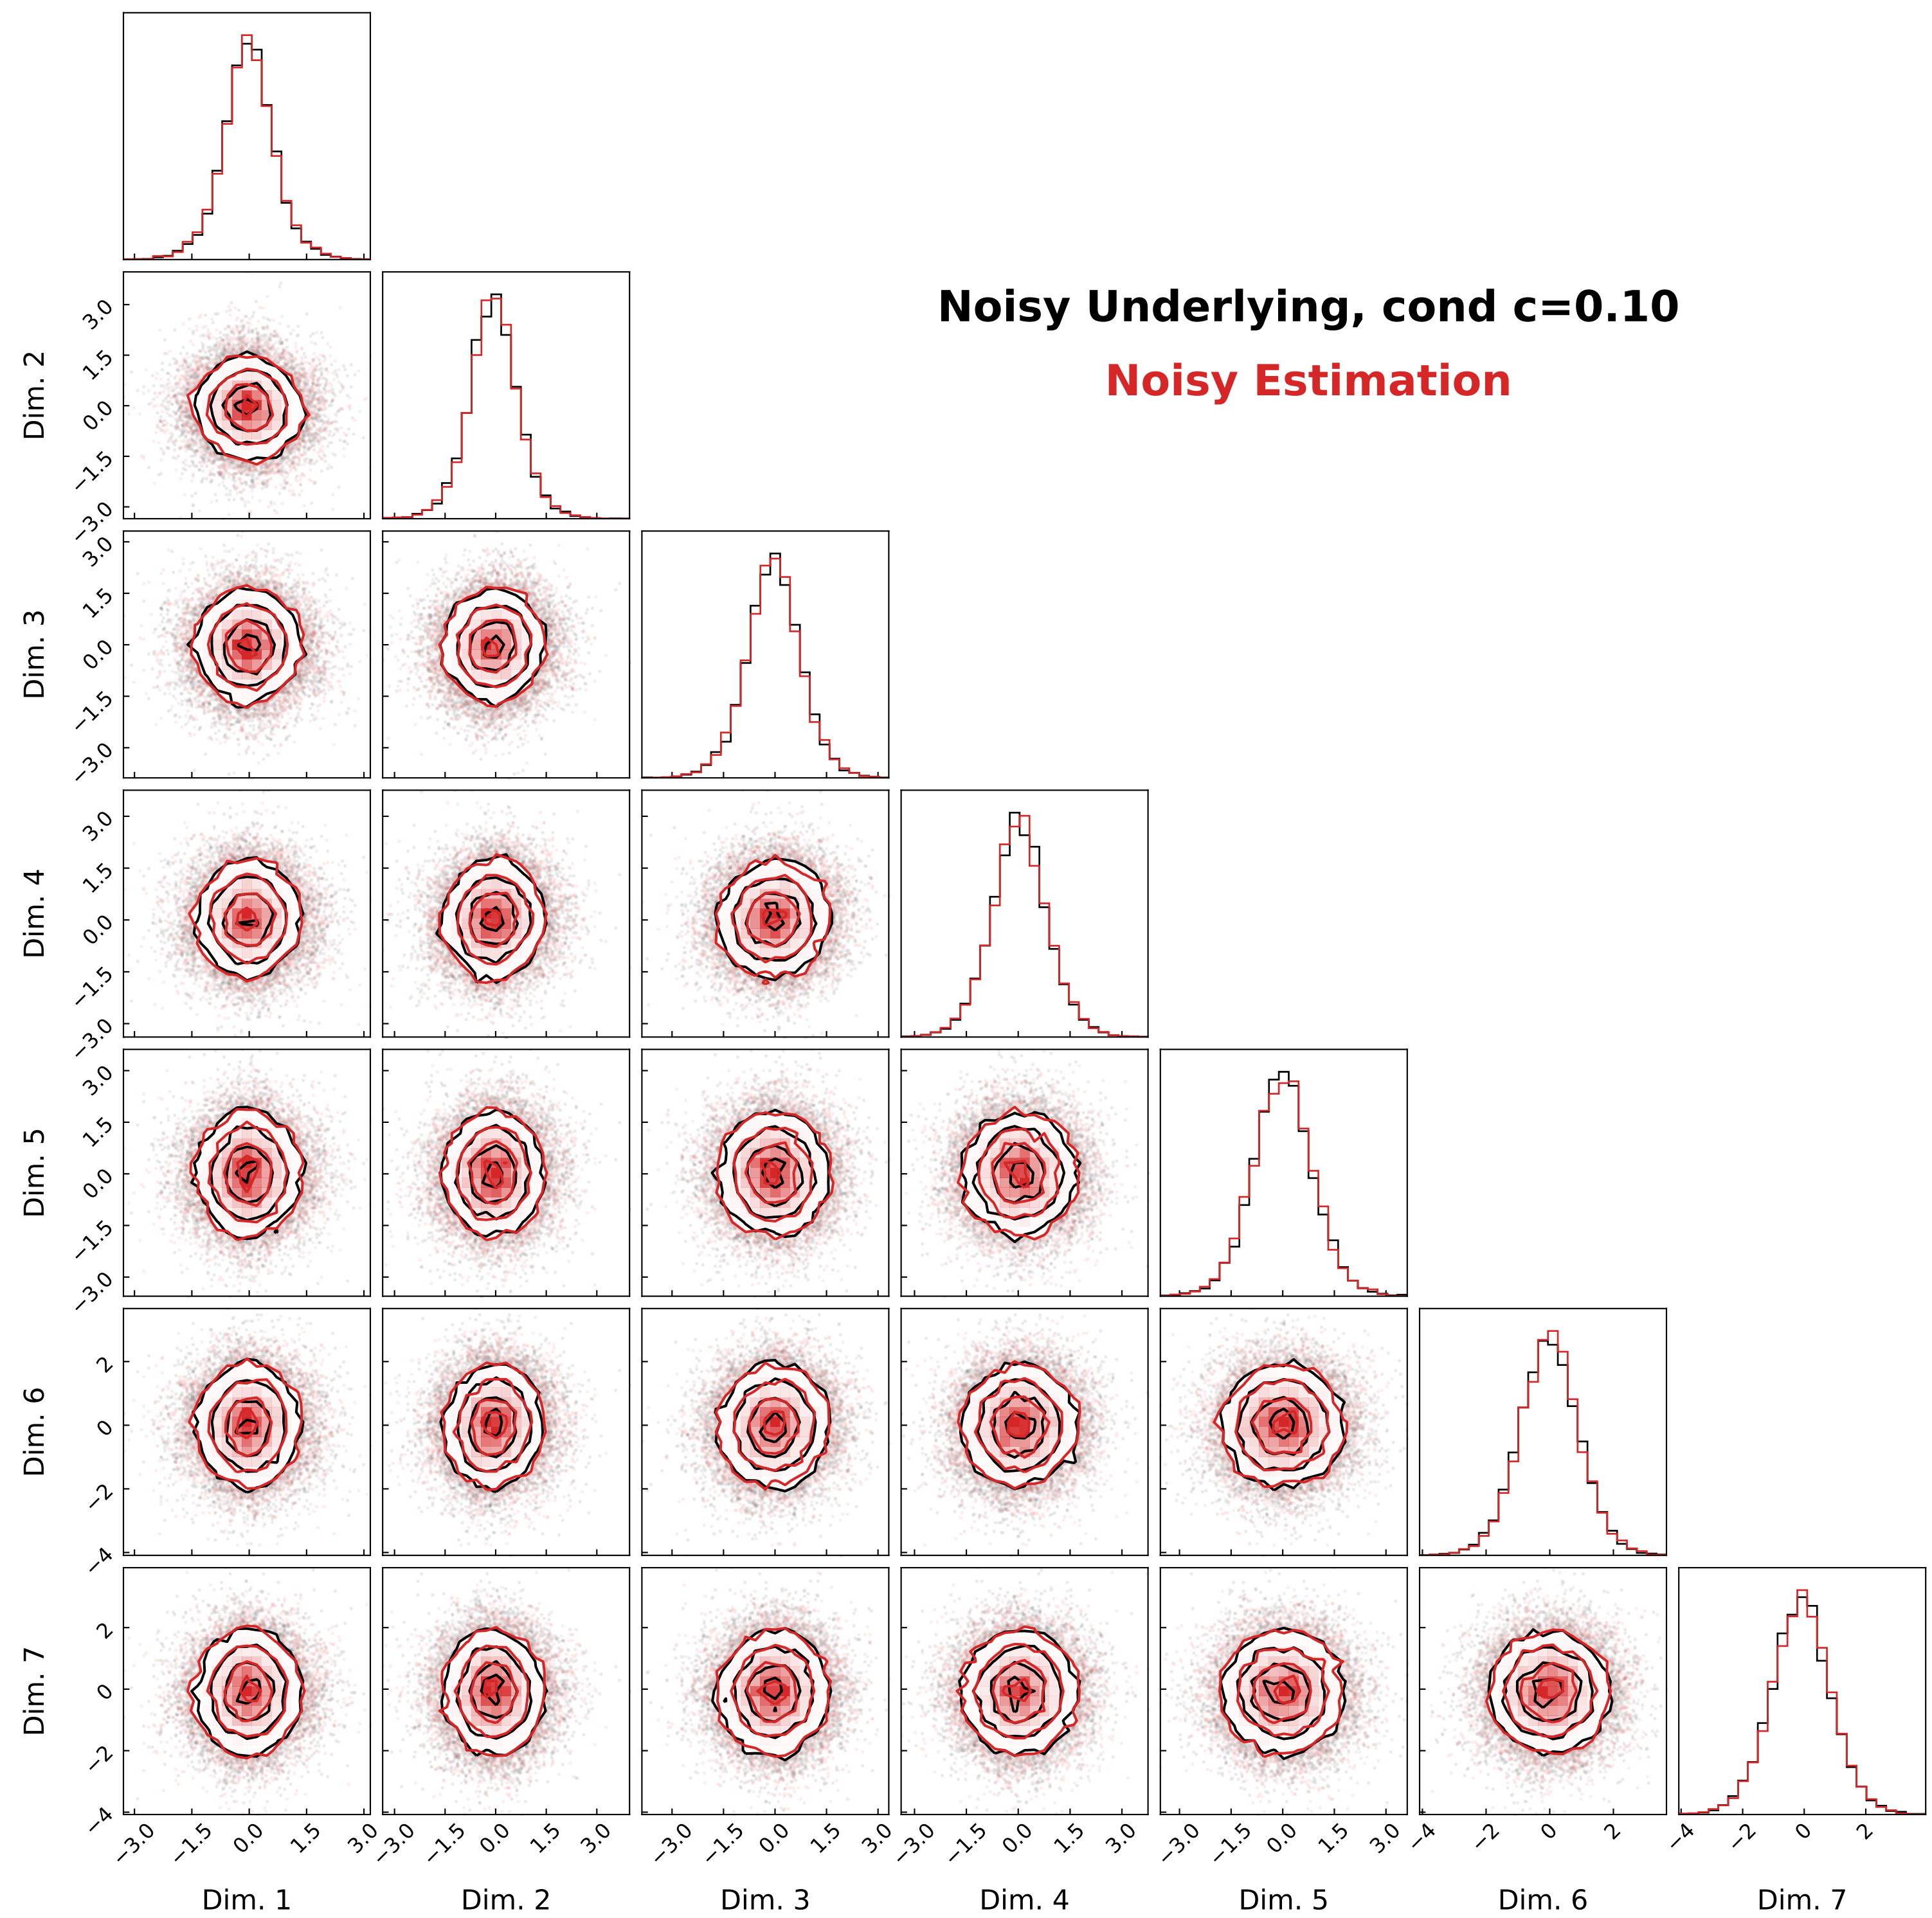 Noisy Underlying, cond c=0.10
Noisy Estimation
Dim. 2
3.0
1.5
0.0
−1.5
−3.0
Dim. 3
3.0
1.5
0.0
−1.5
−3.0
Dim. 4
3.0
1.5
0.0
−1.5
−3.0
Dim. 5
3.0
1.5
0.0
−1.5
−3.0
Dim. 6
2
0
−2
−4
Dim. 7
2
0
−2
−4
−3.0 −1.5 0.0 1.5 3.0 −3.0 −1.5 0.0 1.5 3.0 −3.0 −1.5 0.0 1.5 3.0 −3.0 −1.5 0.0 1.5 3.0 −3.0 −1.5 0.0 1.5 3.0 −4 −2 0 2 −4 −2 0 2
Dim. 1 Dim. 2 Dim. 3 Dim. 4 Dim. 5 Dim. 6 Dim. 7